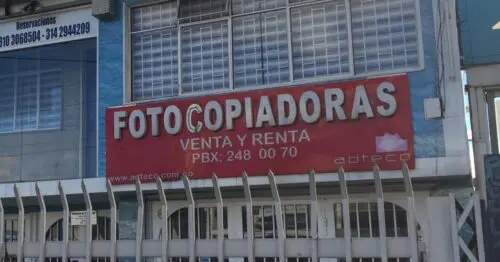 Reservaciones
310 3068504 - 314 2944209
FOTOCOPIADORAS
VENTA Y RENTA
PBX: 248 00 70
www.adteco.com.co
adteco